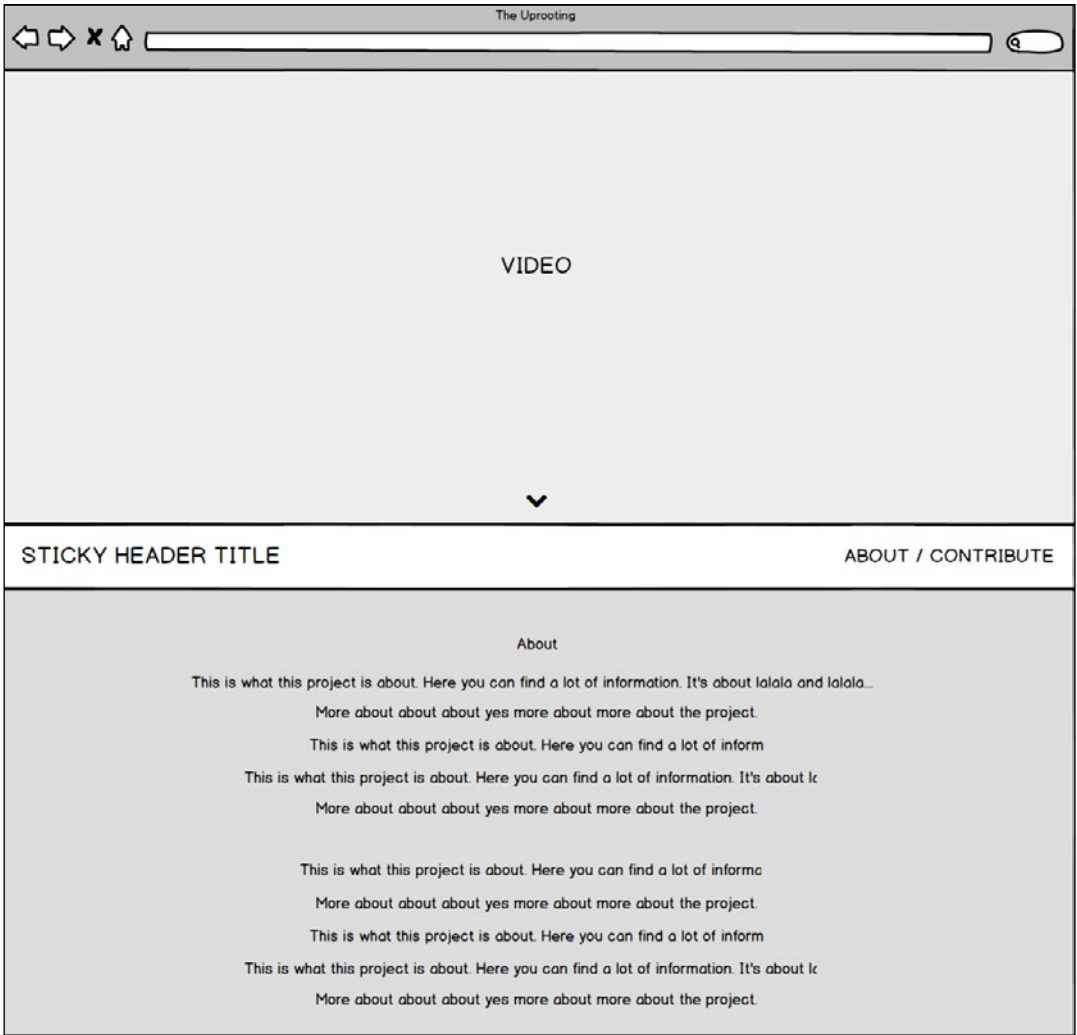 The Uprooting
VIDEO
STICKY HEADER TITLE
ABOUT / CONTRIBUTE
About
This is what this project is about. Here you can find a lot of information. It's about lalala and lalala...
More about about about yes more about more about the project.
This is what this project is about. Here you can find a lot of inform
This is what this project is about. Here you can find a lot of information. It's about lc
More about about about yes more about more about the project.
This is what this project is about. Here you can find a lot of informc
More about about about yes more about more about the project.
This is what this project is about. Here you can find a lot of inform
This is what this project is about. Here you can find a lot of information. It's about lc
More about about about yes more about more about the project.